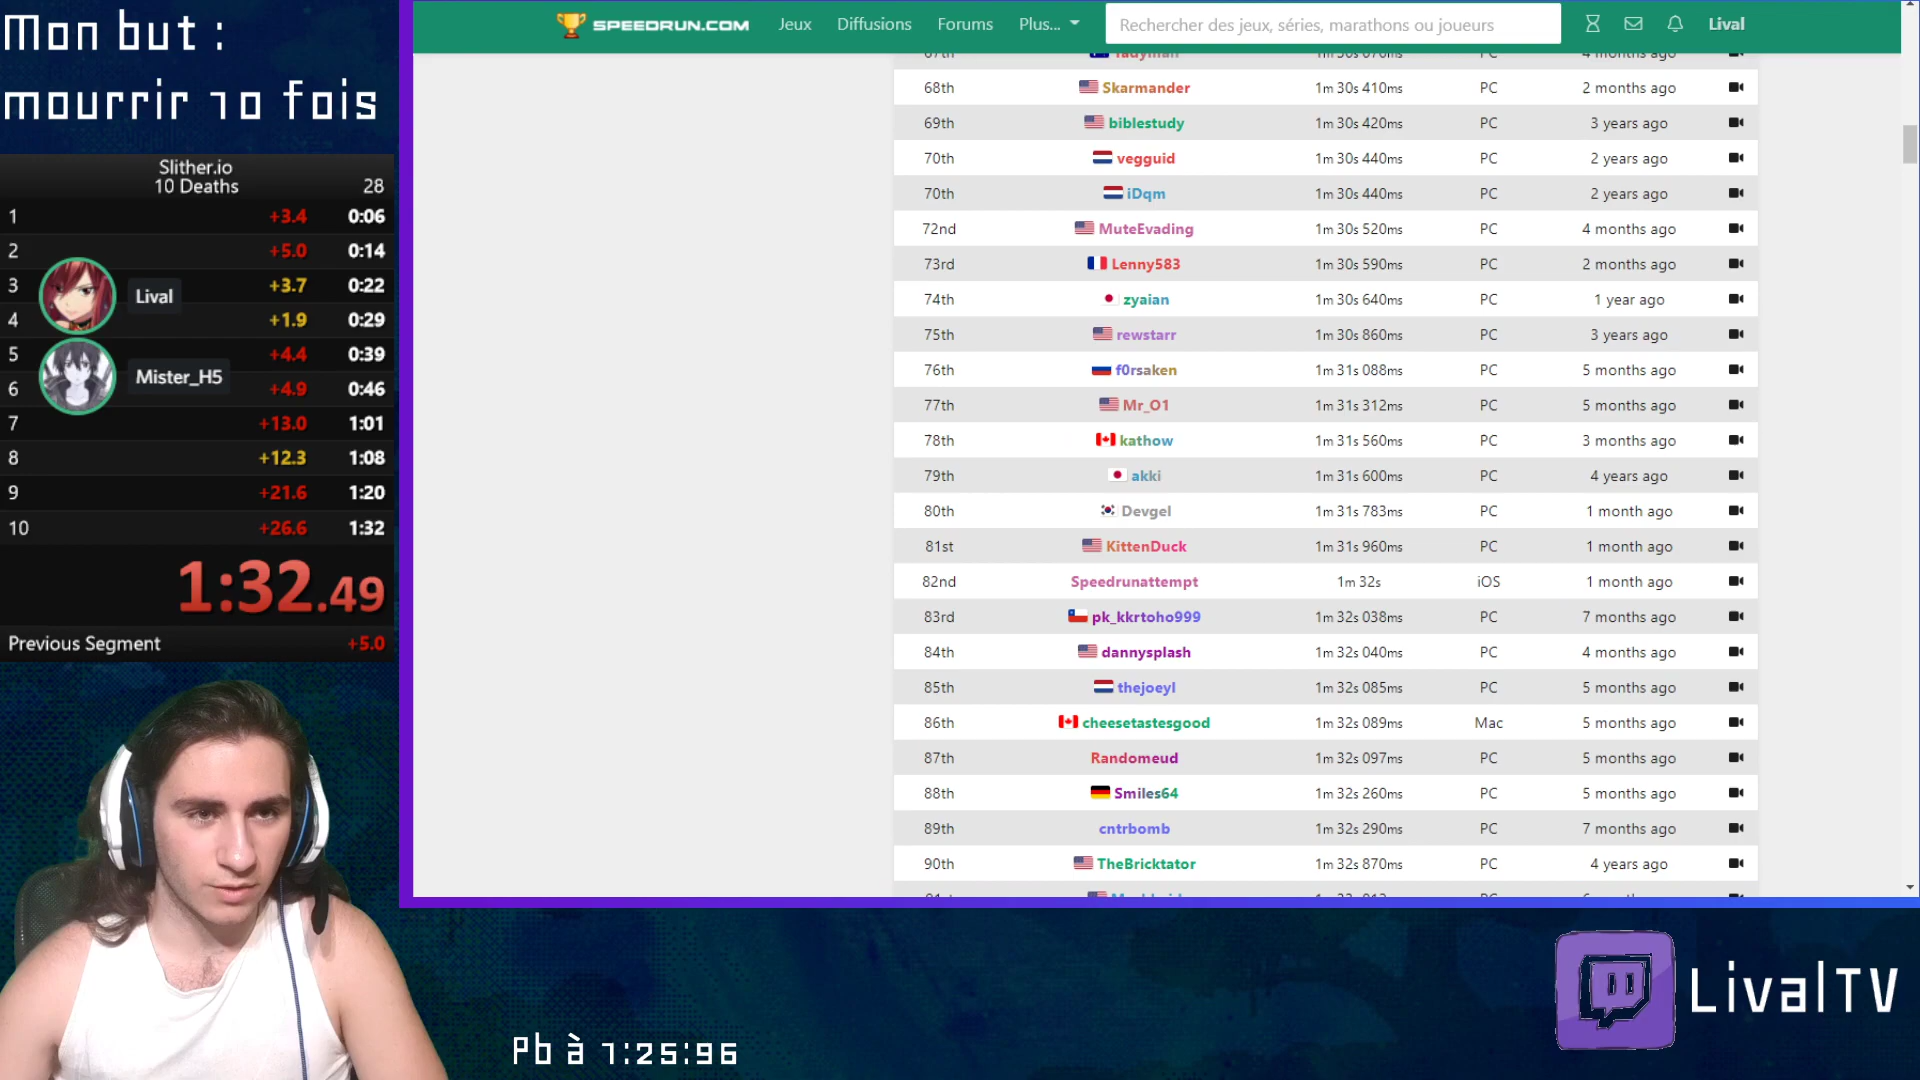 Mon but :
mourrir 10 fois
Slither.io
10 Deaths 28
1 +3.4 0:06
2 +5.0 0:14
3 +3.7 0:22
4 +1.9 0:29
5 +4.4 0:39
6 +4.9 0:46
7 +13.0 1:01
8 +12.3 1:08
9 +21.6 1:20
10 +26.6 1:32
Lival
Mister_H5
1:32.49
Previous Segment +5.0
SPEEDRUN.COM Jeux Diffusions Forums Plus... Rechercher des jeux, séries, marathons ou joueurs Lival
68th Skarmander 1m 30s 410ms PC 2 months ago
69th biblestudy 1m 30s 420ms PC 3 years ago
70th vegguid 1m 30s 440ms PC 2 years ago
70th iDqm 1m 30s 440ms PC 2 years ago
72nd MuteEvading 1m 30s 520ms PC 4 months ago
73rd Lenny583 1m 30s 590ms PC 2 months ago
74th zyaian 1m 30s 640ms PC 1 year ago
75th rewstarr 1m 30s 860ms PC 3 years ago
76th f0rsaken 1m 31s 088ms PC 5 months ago
77th Mr_O1 1m 31s 312ms PC 5 months ago
78th kathow 1m 31s 560ms PC 3 months ago
79th akki 1m 31s 600ms PC 4 years ago
80th Devgel 1m 31s 783ms PC 1 month ago
81st KittenDuck 1m 31s 960ms PC 1 month ago
82nd Speedrunattempt 1m 32s iOS 1 month ago
83rd pk_kkrtoho999 1m 32s 038ms PC 7 months ago
84th dannysplash 1m 32s 040ms PC 4 months ago
85th thejoeyl 1m 32s 085ms PC 5 months ago
86th cheesetastesgood 1m 32s 089ms Mac 5 months ago
87th Randomeud 1m 32s 097ms PC 5 months ago
88th Smiles64 1m 32s 260ms PC 5 months ago
89th cntrbomb 1m 32s 290ms PC 7 months ago
90th TheBricktator 1m 32s 870ms PC 4 years ago
LivalTV
Pb à 1:25:96